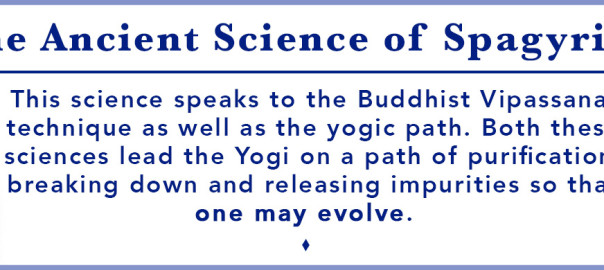 he Ancient Science of Spagyri
This science speaks to the Buddhist Vipassana
technique as well as the yogic path. Both thes
sciences lead the Yogi on a path of purification
breaking down and releasing impurities so tha
one may evolve.